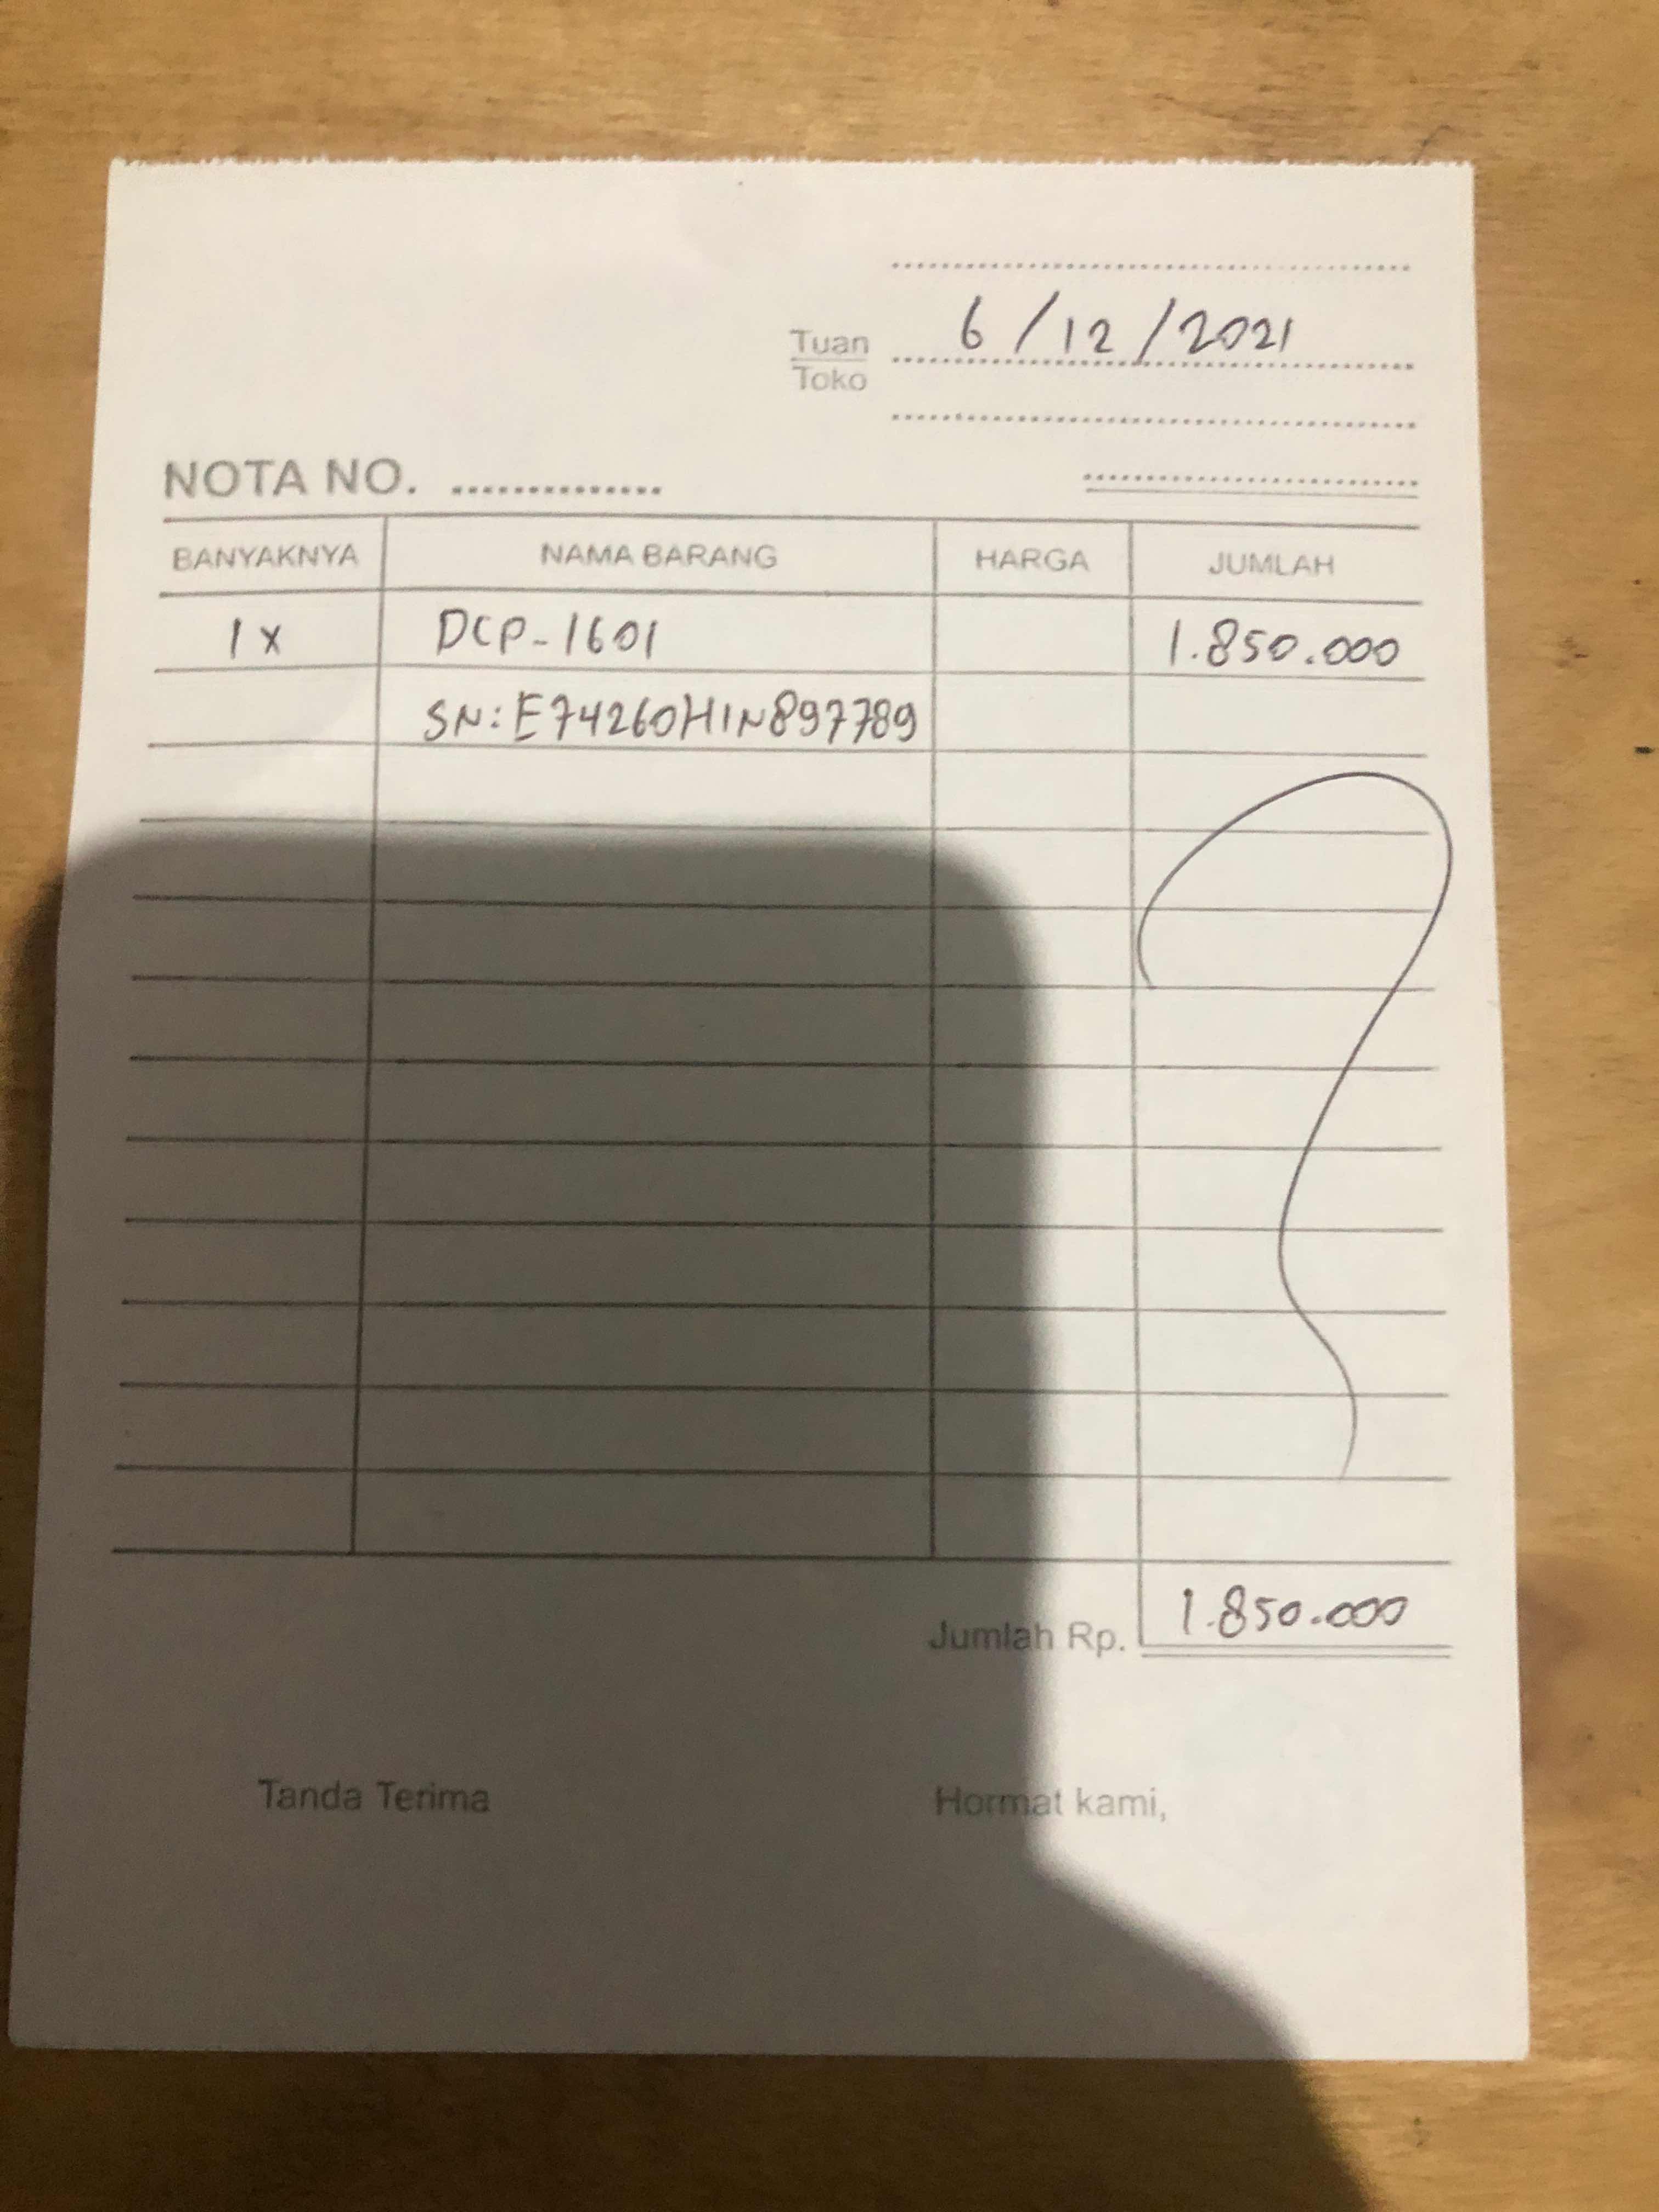 6/12/2021
Tuan
Toko
NOTA NO. ..............
BANYAKNYA NAMA BARANG HARGA JUMLAH
1x DCP-1601 1.850.000
SN: E74260H1N897789
Jumlah Rp. 1.850.000
Tanda Terima Hormat kami,